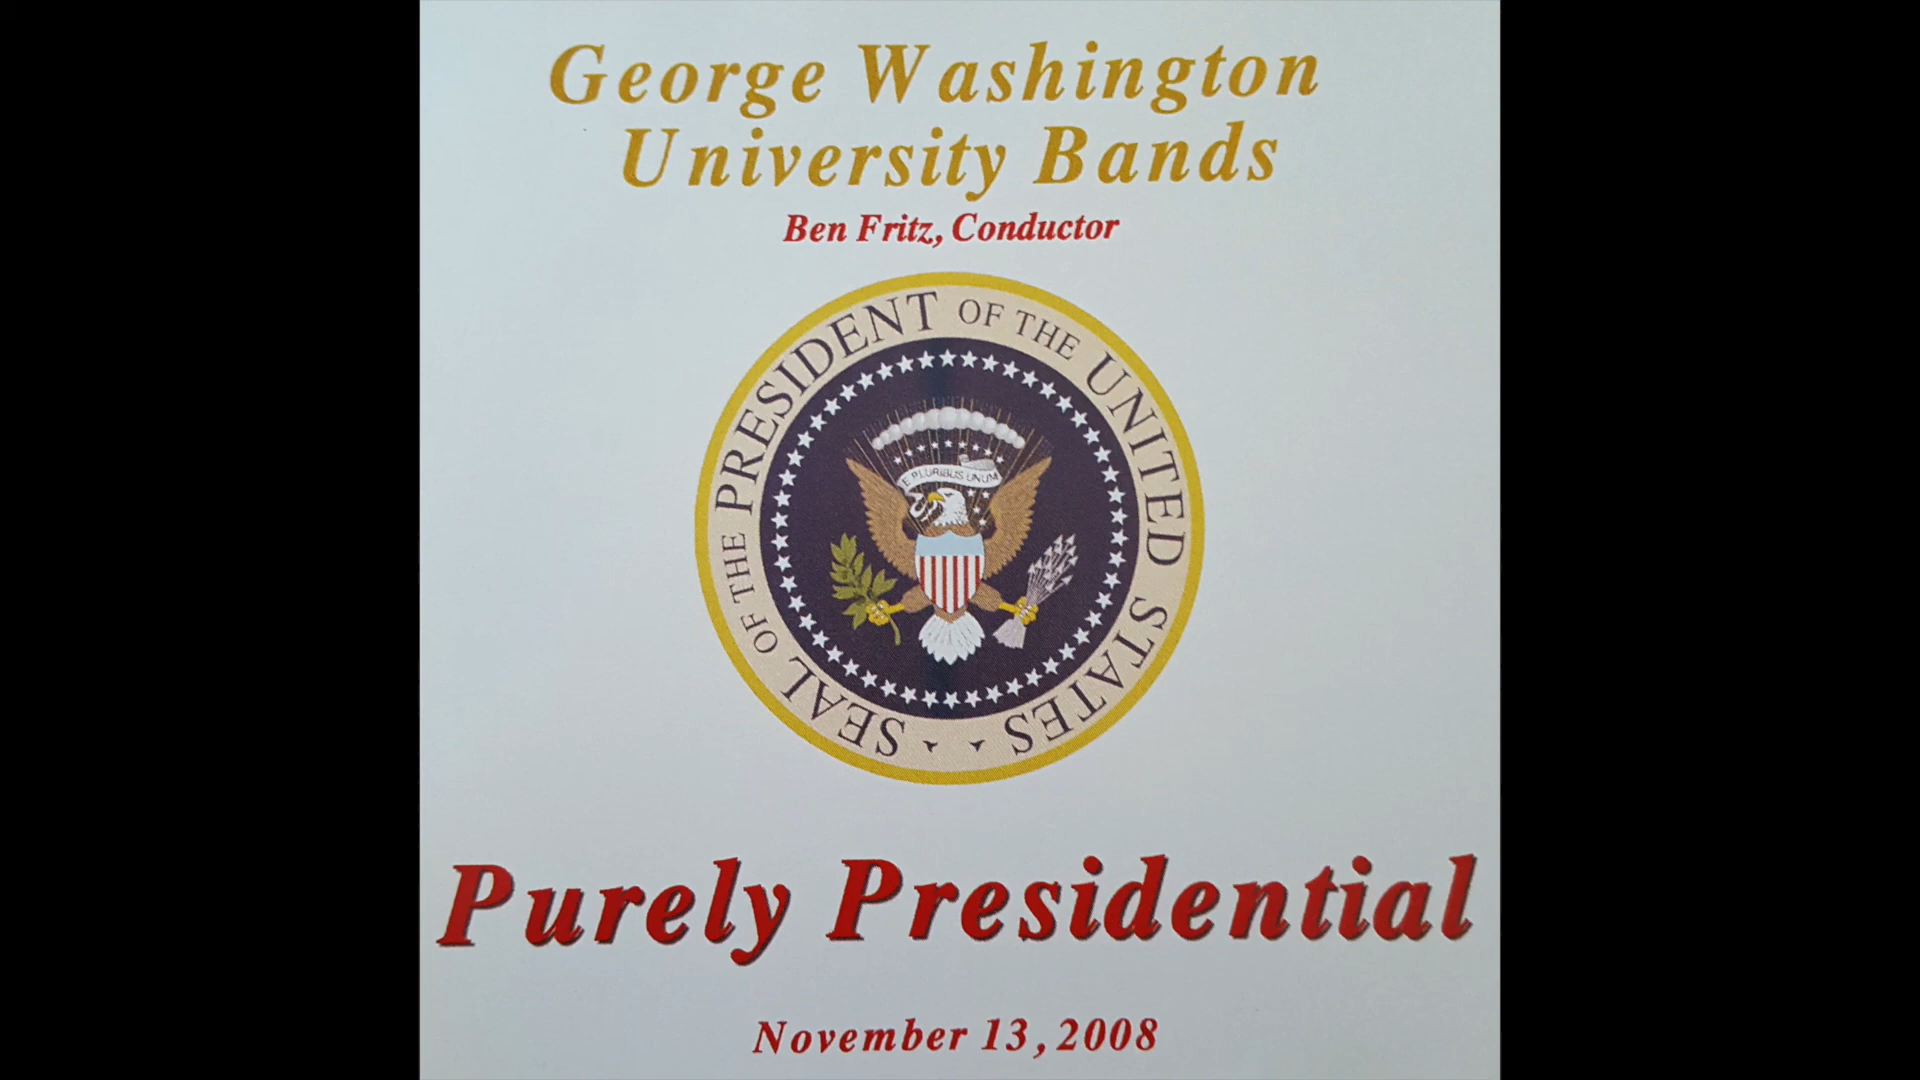 George Washington
University Bands
Ben Fritz, Conductor
SEAL OF THE PRESIDENT OF THE UNITED STATES
E PLURIBUS UNUM
Purely Presidential
November 13, 2008